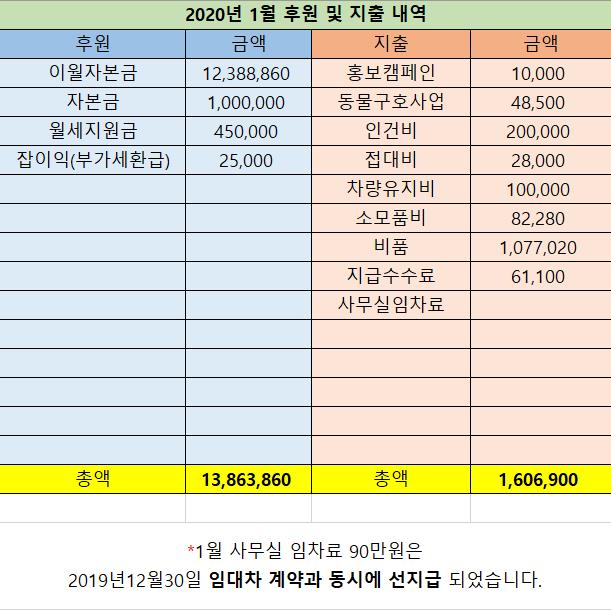 2020년 1월 후원 및 지출 내역
후원 금액 지출 금액
이월자본금 12,388,860 홍보캠페인 10,000
자본금 1,000,000 동물구호사업 48,500
월세지원금 450,000 인건비 200,000
잡이익(부가세환급) 25,000 접대비 28,000
차량유지비 100,000
소모품비 82,280
비품 1,077,020
지급수수료 61,100
사무실임차료
총액 13,863,860 총액 1,606,900
*1월 사무실 임차료 90만원은
2019년12월30일 임대차 계약과 동시에 선지급 되었습니다.